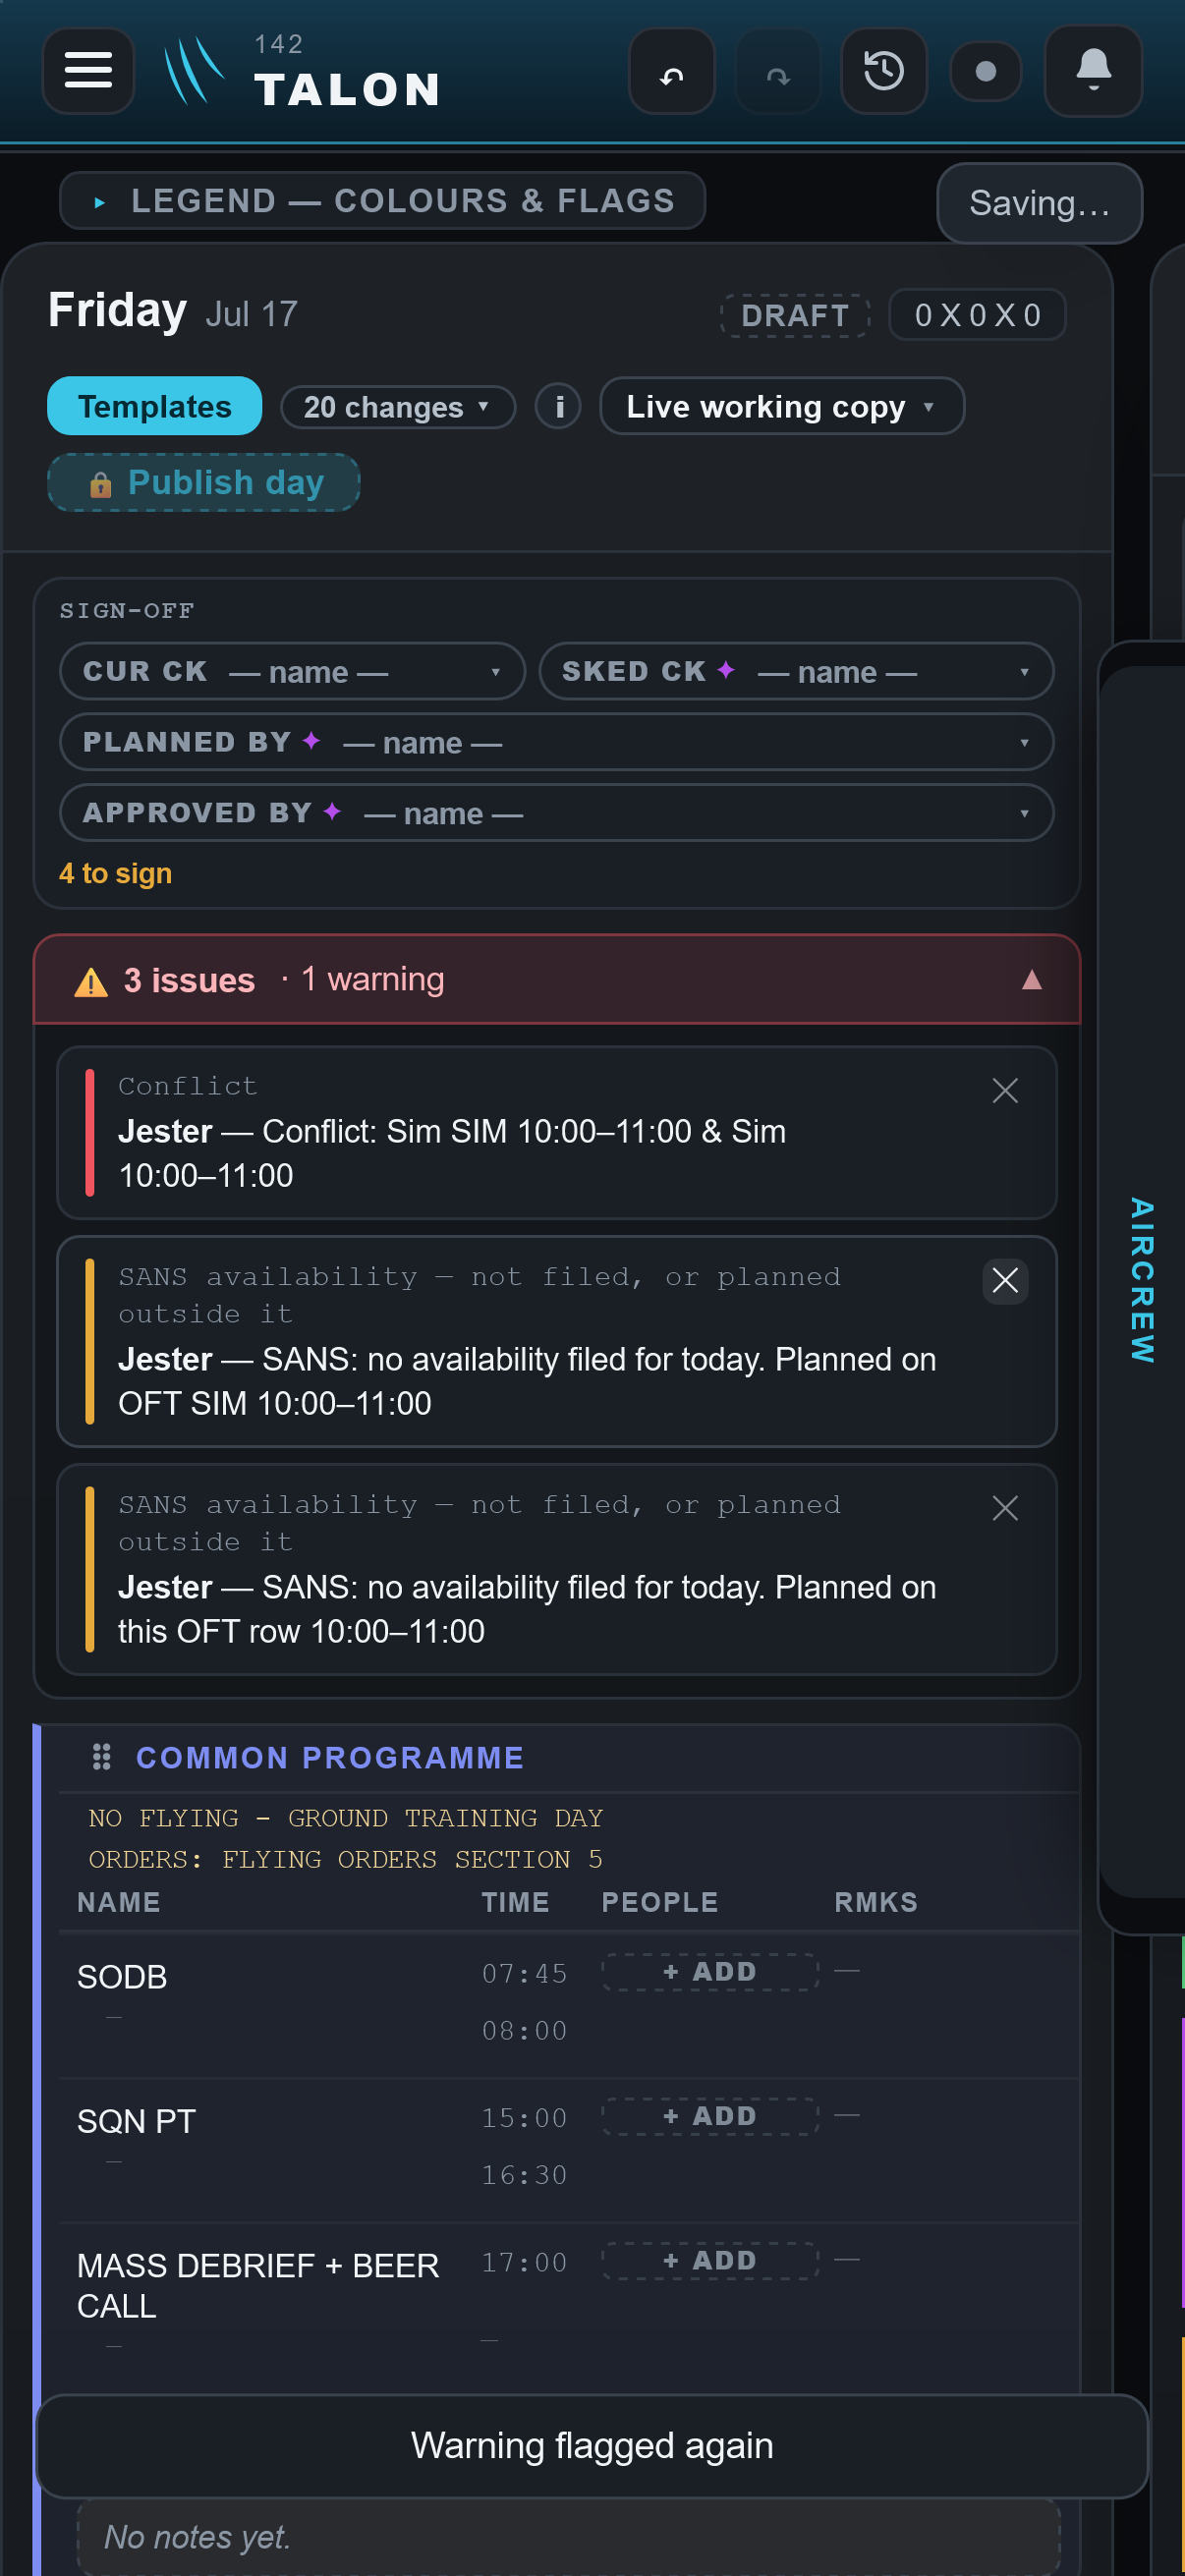 142
TALON
LEGEND — COLOURS & FLAGS
Saving...
Friday Jul 17
DRAFT
0 X 0 X 0
Templates
20 changes
i
Live working copy
Publish day
SIGN-OFF
CUR CK — name —
SKED CK — name —
PLANNED BY — name —
APPROVED BY — name —
4 to sign
3 issues · 1 warning
Conflict
Jester — Conflict: Sim SIM 10:00–11:00 & Sim
10:00–11:00
SANS availability — not filed, or planned
outside it
Jester — SANS: no availability filed for today. Planned on
OFT SIM 10:00–11:00
SANS availability — not filed, or planned
outside it
Jester — SANS: no availability filed for today. Planned on
this OFT row 10:00–11:00
AIRCREW
COMMON PROGRAMME
NO FLYING - GROUND TRAINING DAY
ORDERS: FLYING ORDERS SECTION 5
NAME TIME PEOPLE RMKS
SODB 07:45 + ADD —
— 08:00
SQN PT 15:00 + ADD —
— 16:30
MASS DEBRIEF + BEER 17:00 + ADD —
CALL
— —
Warning flagged again
No notes yet.